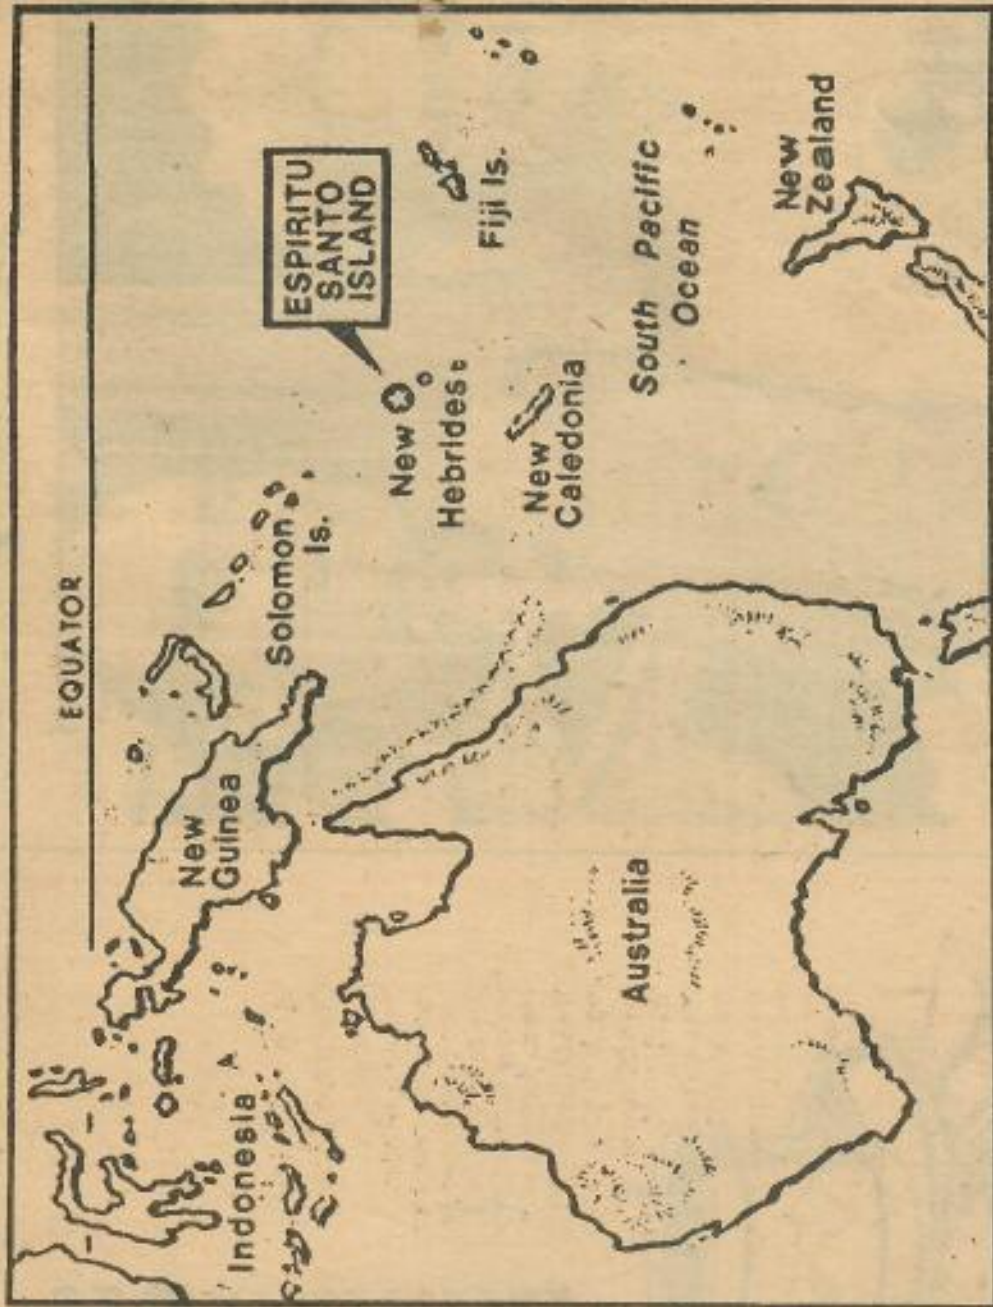 EQUATOR
ESPIRITU
SANTO
ISLAND
Solomon
Is.
New
Guinea
Indonesia
New
Hebrides
Fiji Is.
New
Caledonia
South Pacific
Ocean
Australia
New
Zealand